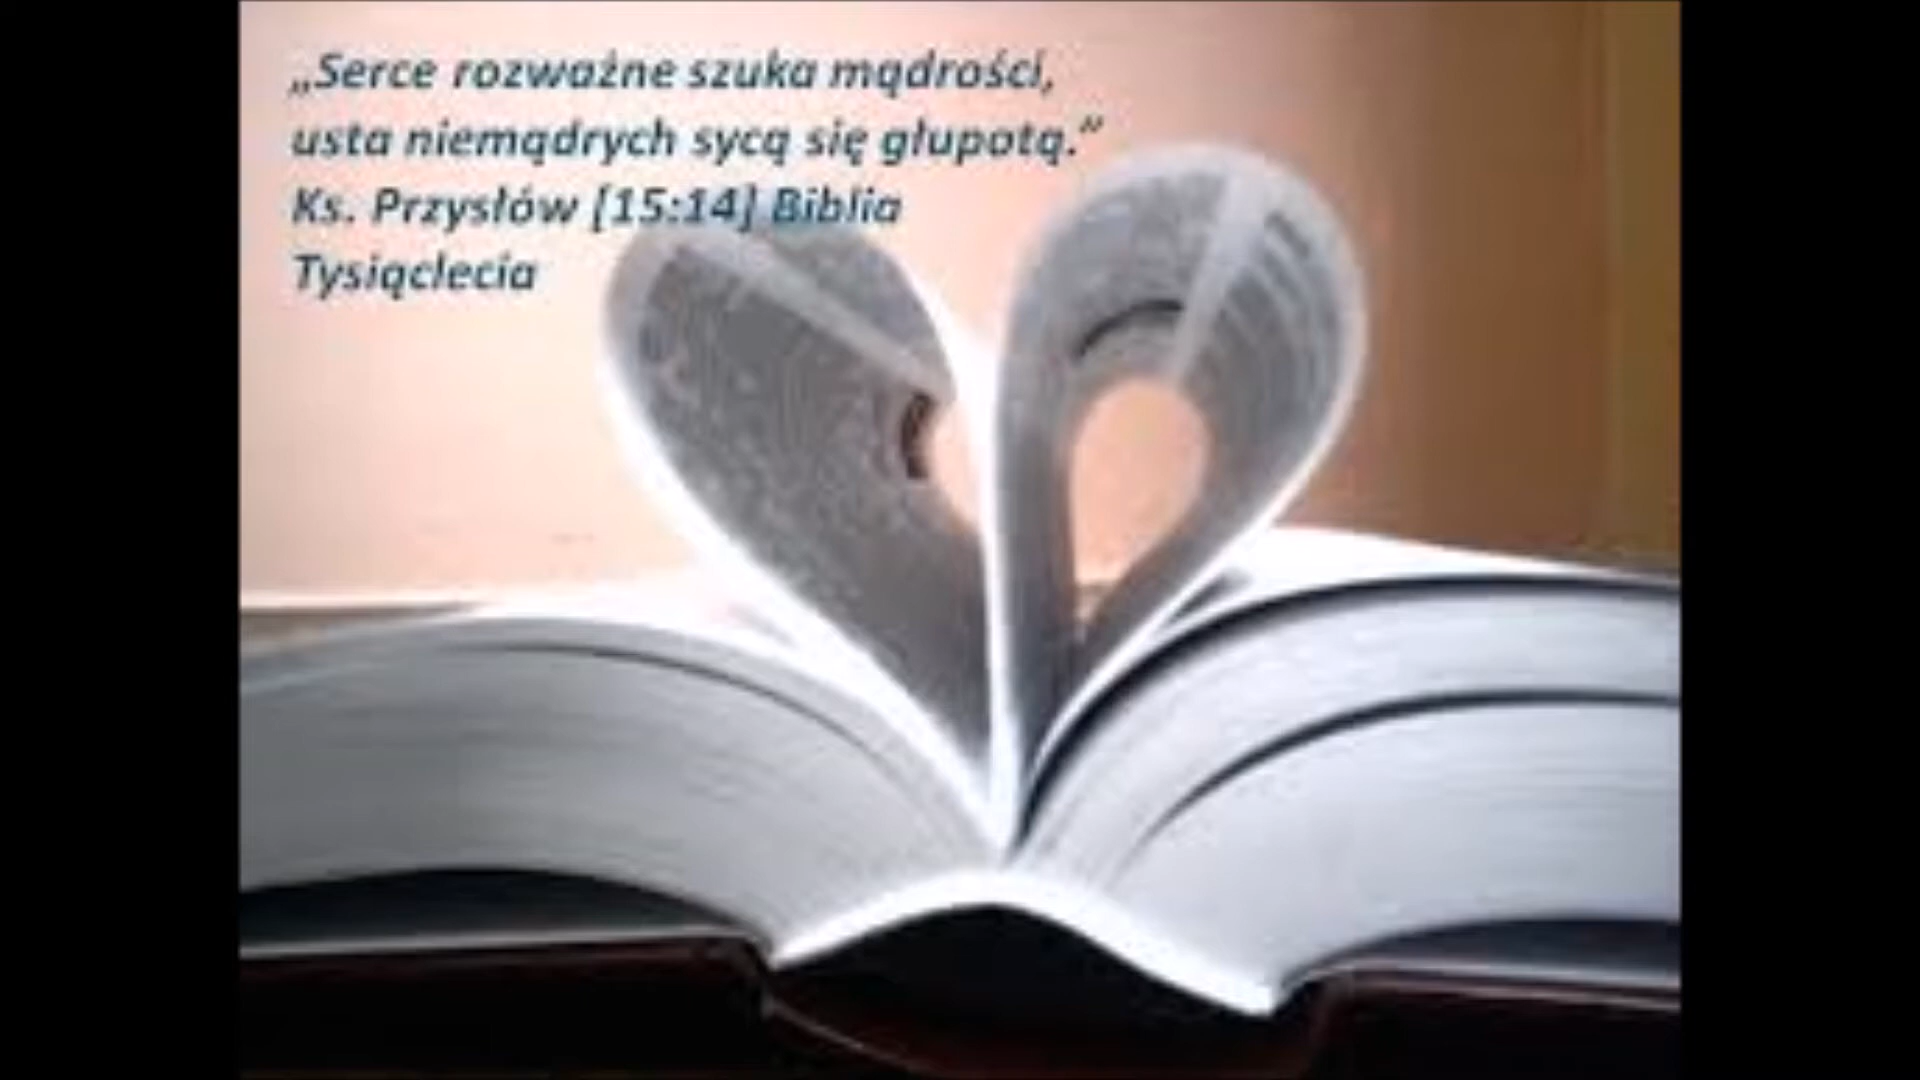 „Serce rozważne szuka mądrości,
usta niemądrych sycą się głupotą.”
Ks. Przysłów [15:14] Biblia
Tysiąclecia